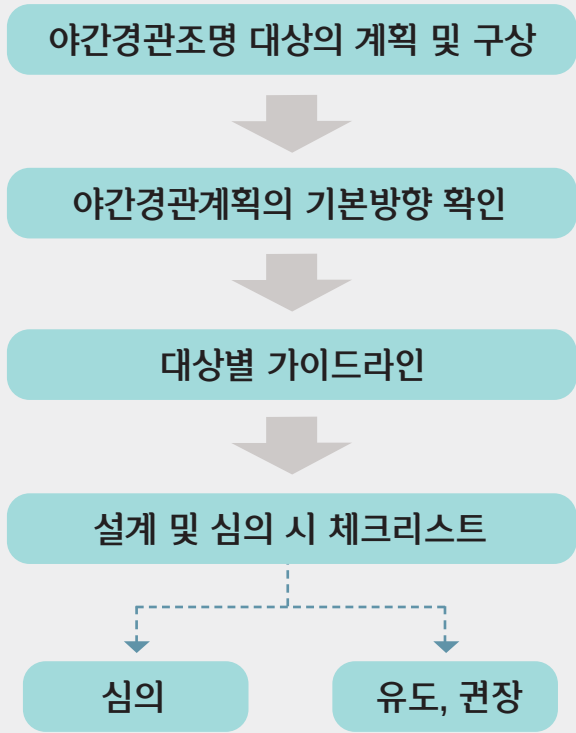 야간경관조명 대상의 계획 및 구상
야간경관계획의 기본방향 확인
대상별 가이드라인
설계 및 심의 시 체크리스트
심의
유도, 권장